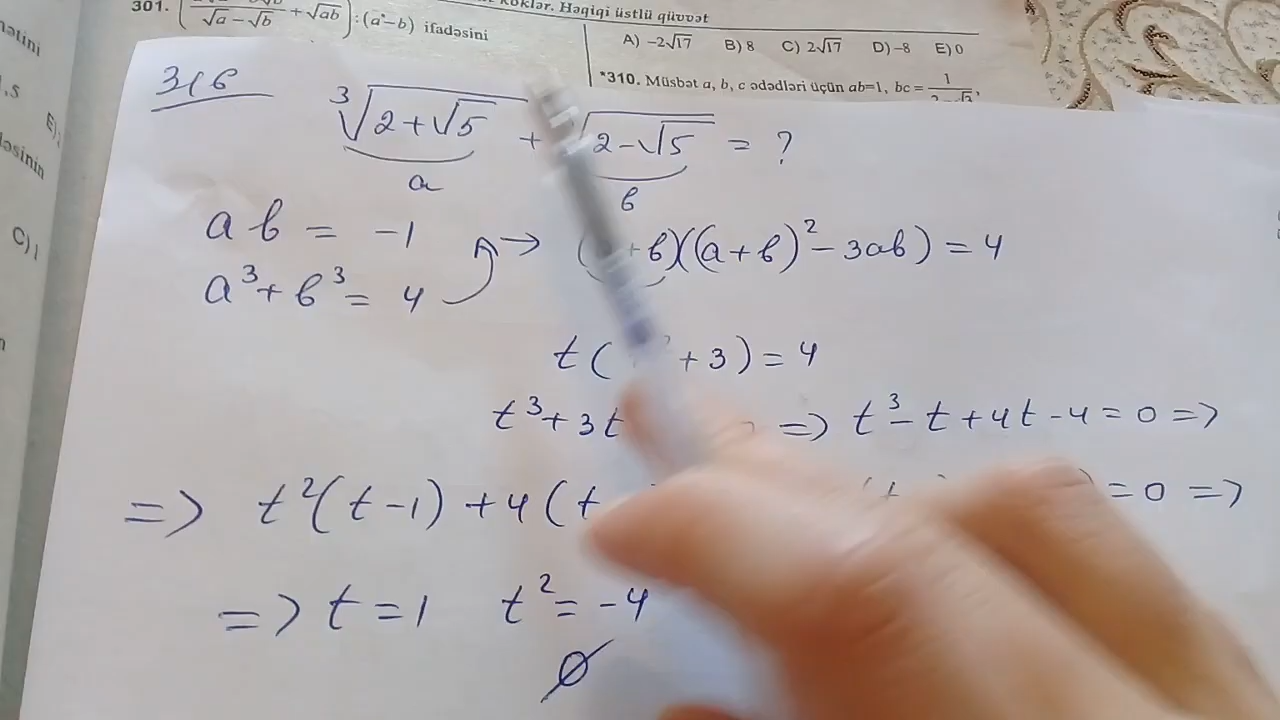 301. (√a − √b + √ab) : (a − b) ifadəsini
köklər. Həqiqi üstlü qüvvət
A) −2√17 B) 8 C) 2√17 D) −8 E) 0
*310. Müsbət a, b, c ədədləri üçün ab=1, bc = 1
316
∛(2+√5) + √(2−√5) = ?
a b
ab = −1 → +b)((a+b)² − 3ab) = 4
a³ + b³ = 4
t( + 3) = 4
t³ + 3t => t³ − t + 4t − 4 = 0 =>
=> t²(t−1) + 4(t = 0 =>
=> t = 1 t² = −4
∅
C) 1